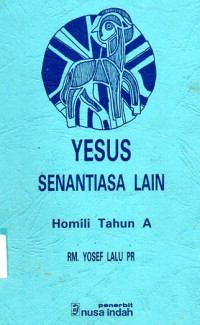 YESUS
SENANTIASA LAIN
Homili Tahun A
RM. YOSEF LALU PR
penerbit
nusa indah